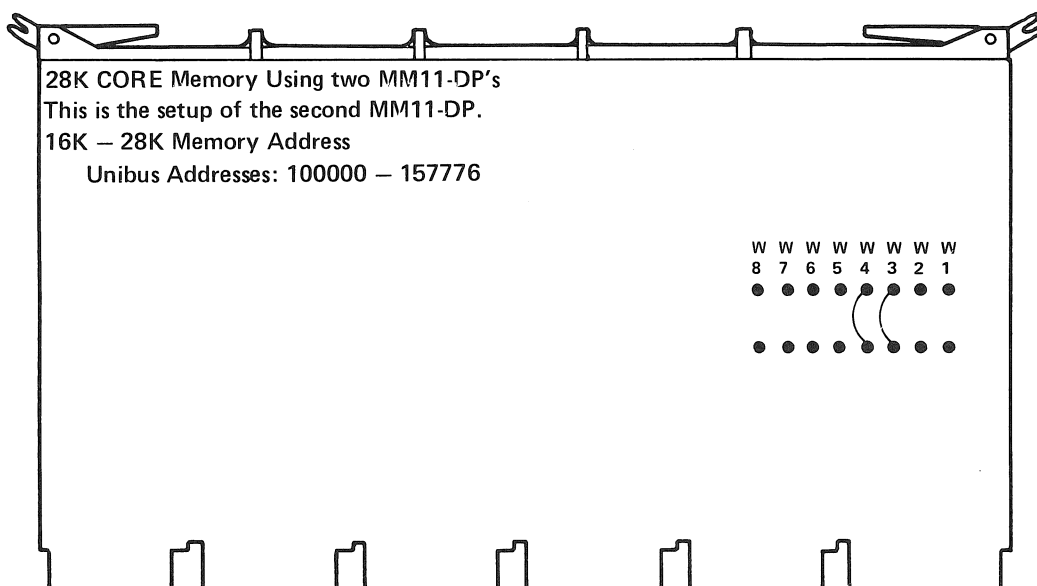 28K CORE Memory Using two MM11-DP's
This is the setup of the second MM11-DP.
16K — 28K Memory Address
Unibus Addresses: 100000 — 157776
W W W W W W W W
8 7 6 5 4 3 2 1